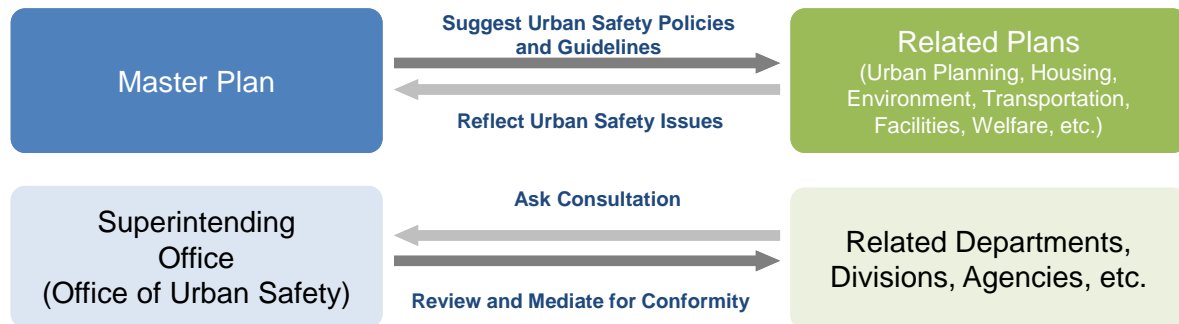 Suggest Urban Safety Policies
and Guidelines
Master Plan
Related Plans
(Urban Planning, Housing,
Environment, Transportation,
Facilities, Welfare, etc.)
Reflect Urban Safety Issues
Ask Consultation
Superintending
Office
(Office of Urban Safety)
Related Departments,
Divisions, Agencies, etc.
Review and Mediate for Conformity